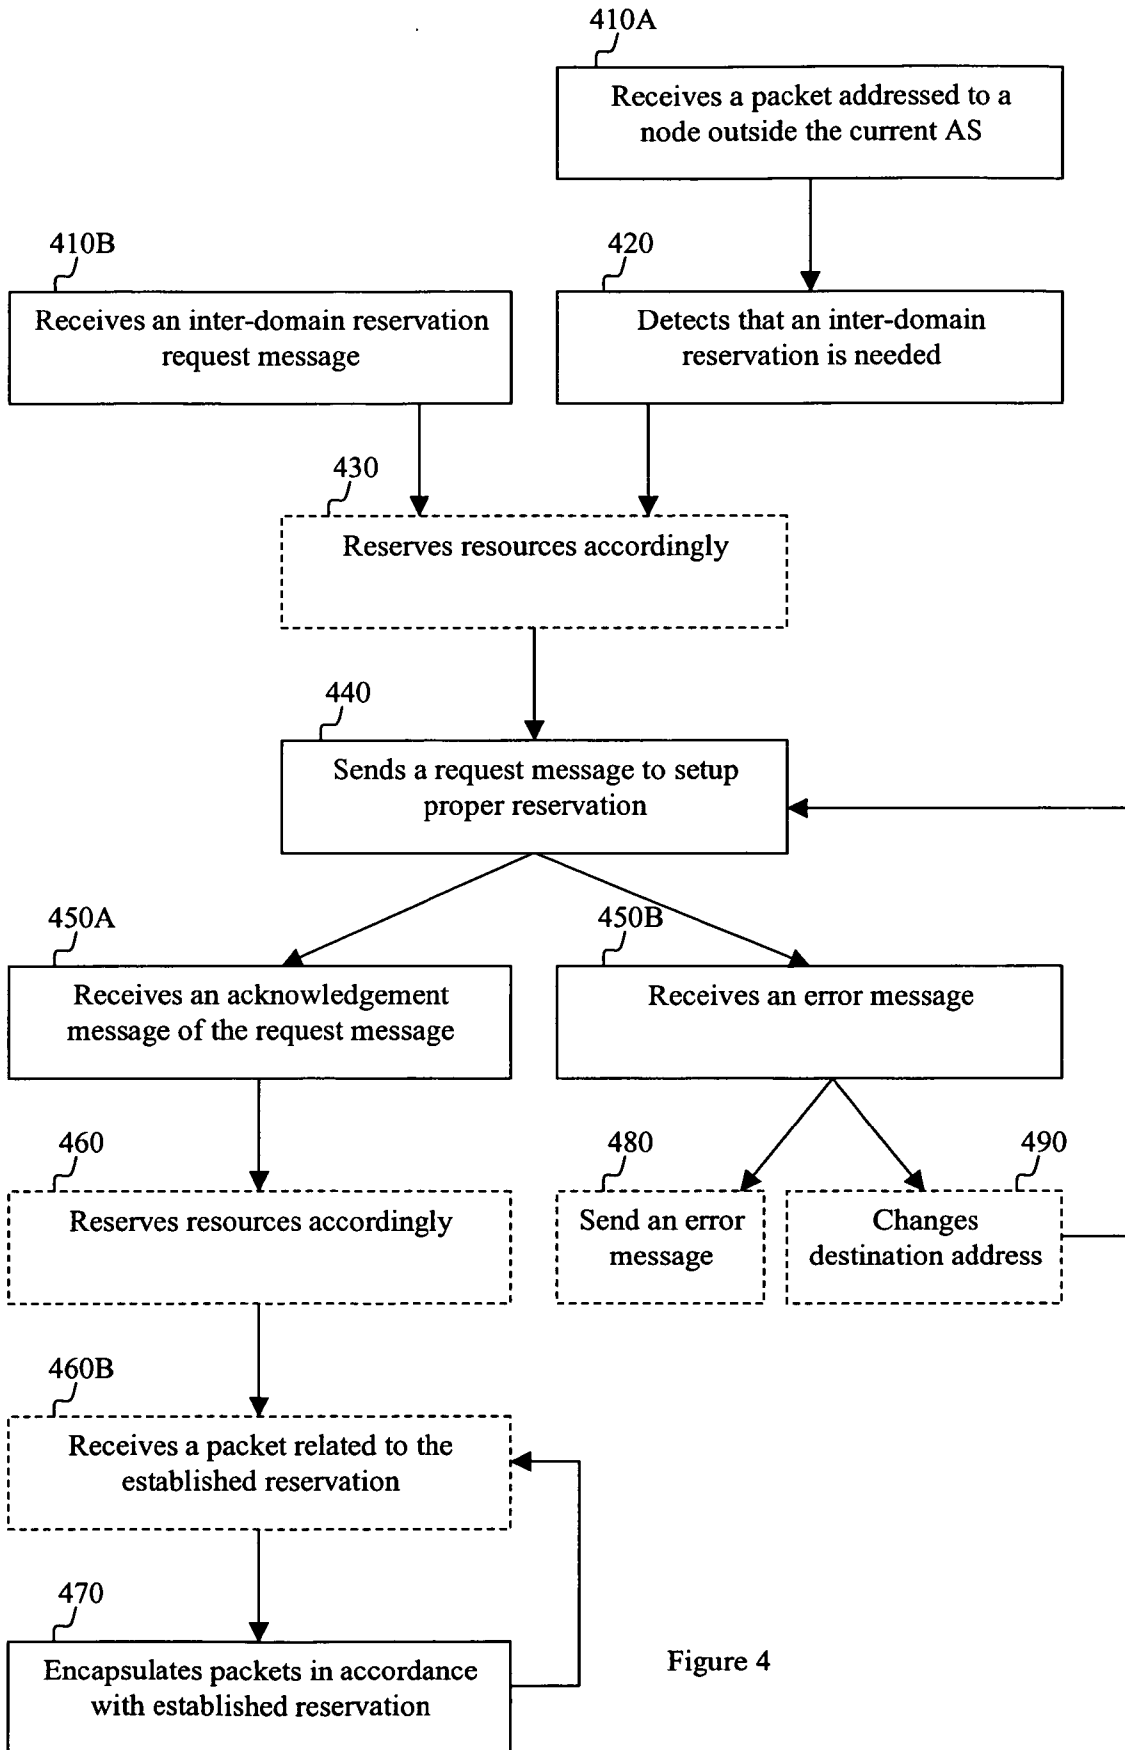 410A
Receives a packet addressed to a
node outside the current AS
410B
420
Receives an inter-domain reservation
request message
Detects that an inter-domain
reservation is needed
430
Reserves resources accordingly
440
Sends a request message to setup
proper reservation
450A
450B
Receives an acknowledgement
message of the request message
Receives an error message
460
480
490
Reserves resources accordingly
Send an error
message
Changes
destination address
460B
Receives a packet related to the
established reservation
470
Encapsulates packets in accordance
with established reservation
Figure 4